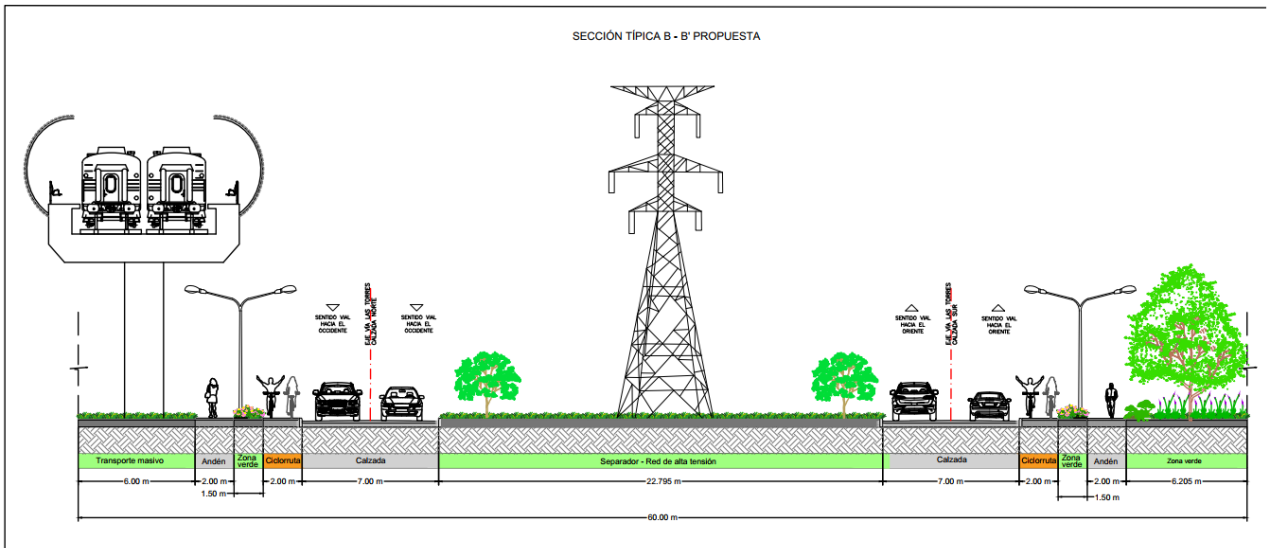 SECCIÓN TÍPICA B - B' PROPUESTA
SENTIDO VIAL
HACIA EL
OCCIDENTE
EJE VÍA LAS TORRES
CALZADA NORTE
SENTIDO VIAL
HACIA EL
OCCIDENTE
SENTIDO VIAL
HACIA EL
ORIENTE
EJE VÍA LAS TORRES
CALZADA SUR
SENTIDO VIAL
HACIA EL
ORIENTE
Transporte masivo
Andén
Zona
verde
Ciclorruta
Calzada
Separador - Red de alta tensión
Calzada
Ciclorruta
Zona
verde
Andén
Zona verde
6.00 m
2.00 m
2.00 m
7.00 m
22.795 m
7.00 m
2.00 m
2.00 m
6.205 m
1.50 m
1.50 m
60.00 m